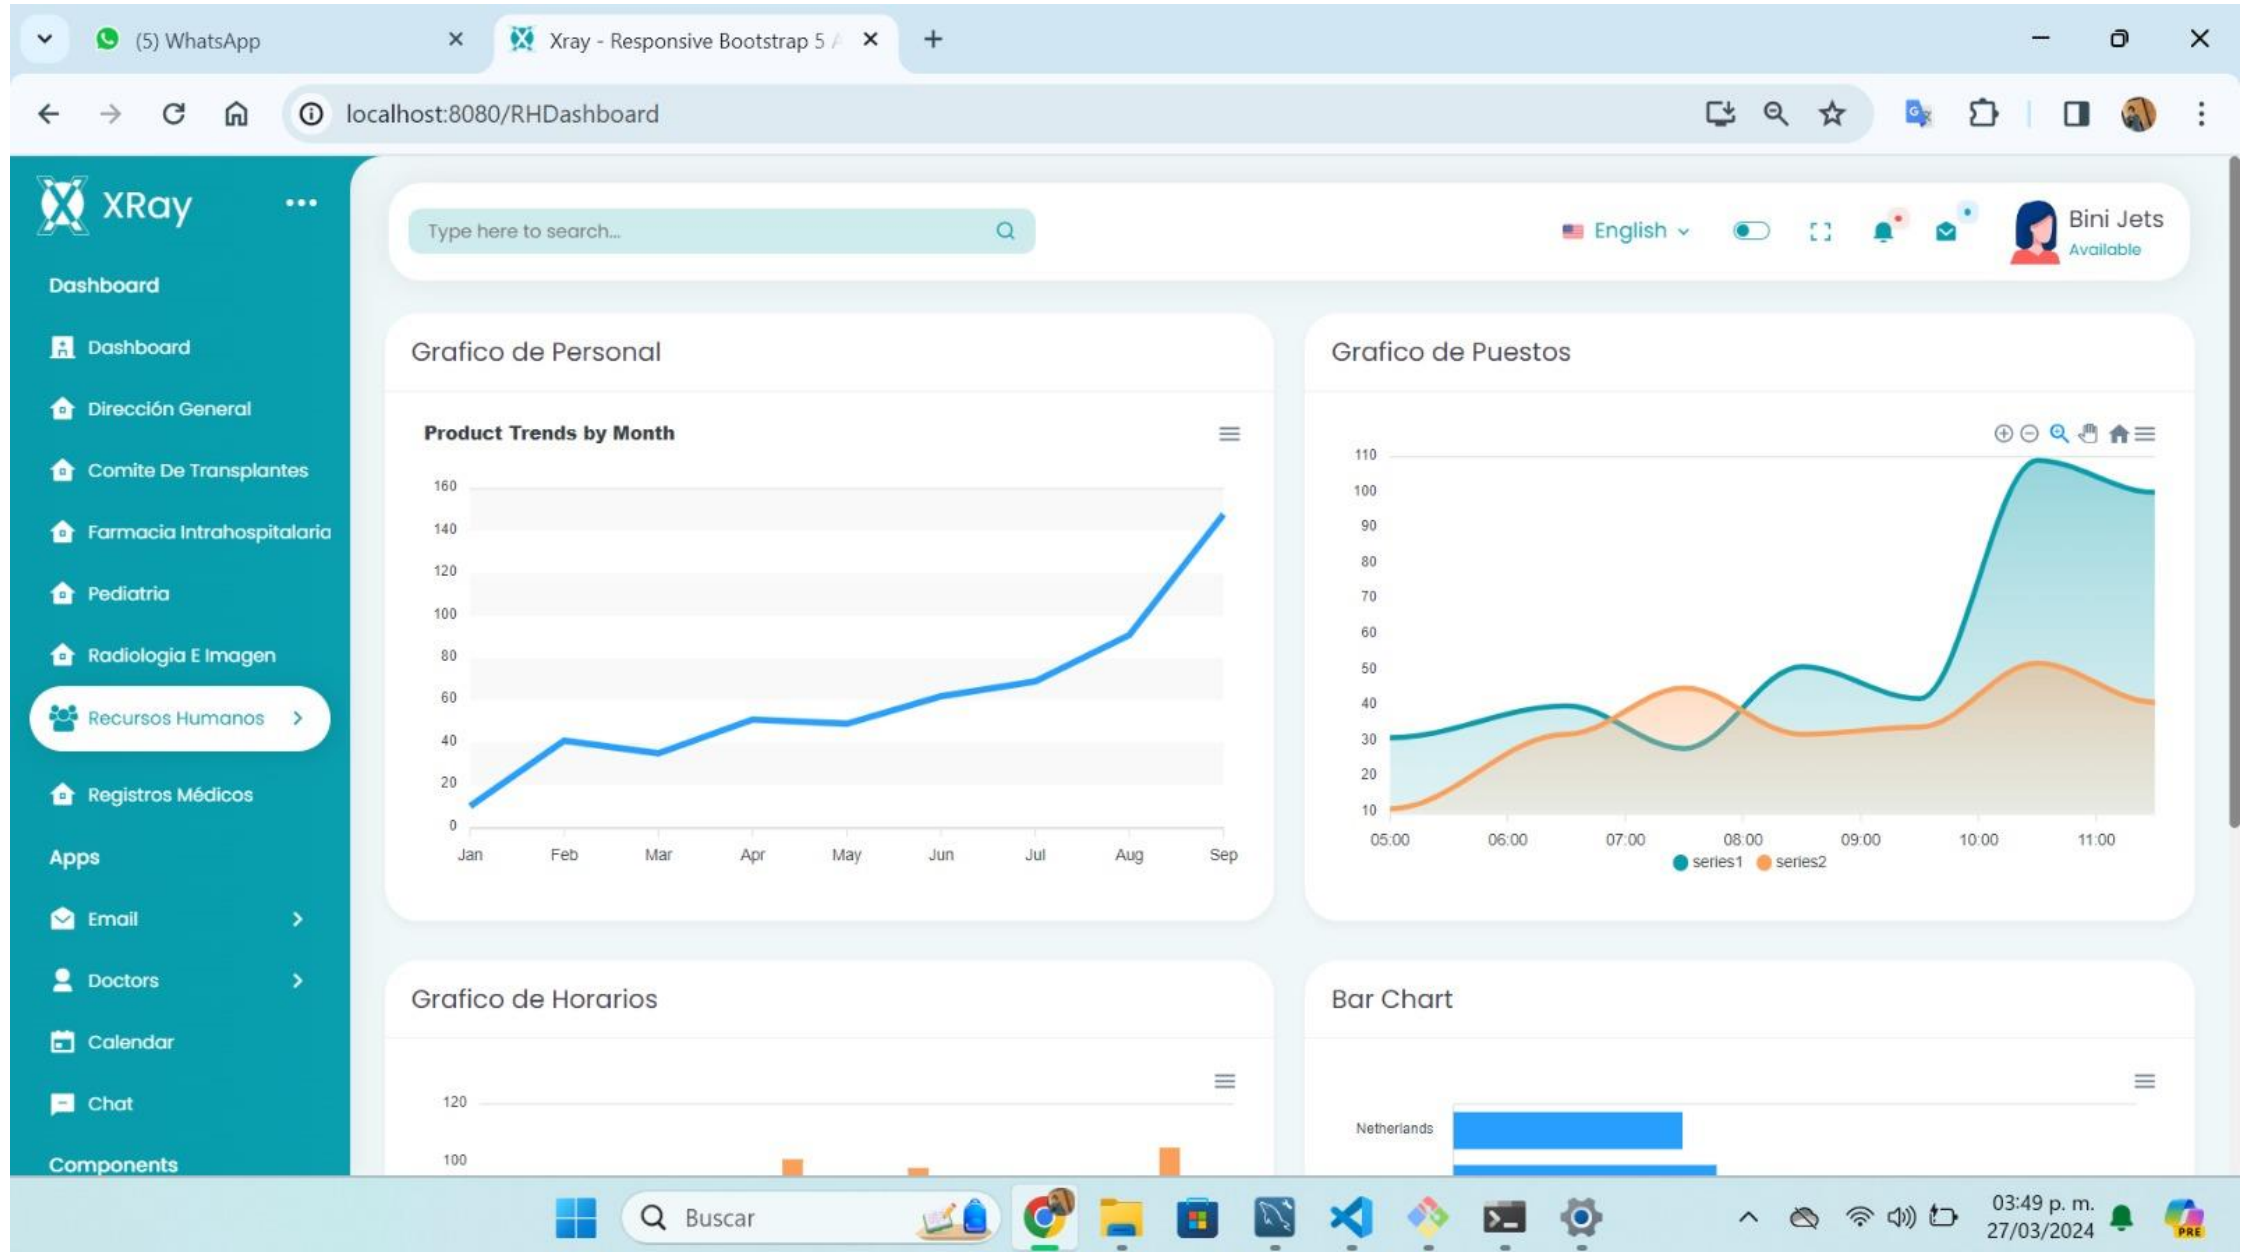 (5) WhatsApp
Xray - Responsive Bootstrap 5 A
localhost:8080/RHDashboard
XRay
Type here to search...
English
Bini Jets
Available
Dashboard
Dashboard
Dirección General
Comite De Transplantes
Farmacia Intrahospitalaria
Pediatria
Radiologia E Imagen
Recursos Humanos
Registros Médicos
Apps
Email
Doctors
Calendar
Chat
Components
Grafico de Personal
Product Trends by Month
160
140
120
100
80
60
40
20
0
Jan Feb Mar Apr May Jun Jul Aug Sep
Grafico de Puestos
110
100
90
80
70
60
50
40
30
20
10
05:00 06:00 07:00 08:00 09:00 10:00 11:00
series1 series2
Grafico de Horarios
120
100
Bar Chart
Netherlands
Buscar
03:49 p. m.
27/03/2024
PRE